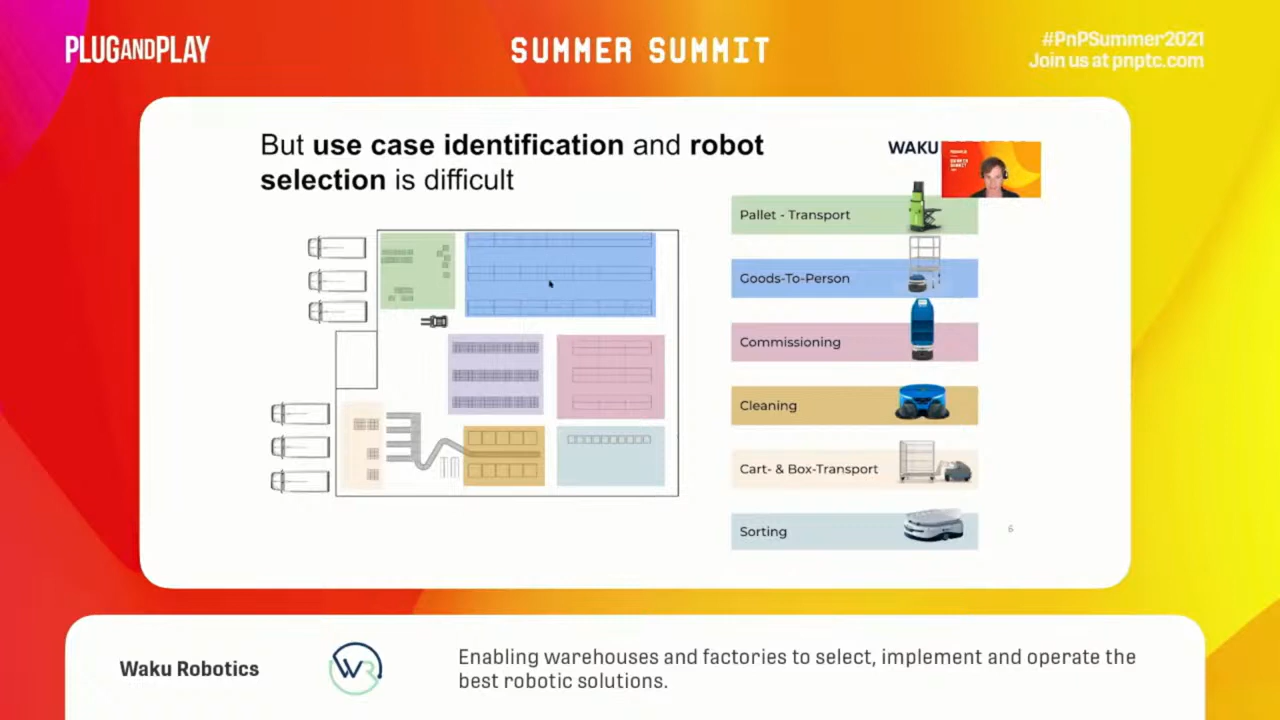 PLUGANDPLAY
SUMMER SUMMIT
#PnPSummer2021
Join us at pnptc.com
But use case identification and robot
selection is difficult
WAKU
Pallet - Transport
Goods-To-Person
Commissioning
Cleaning
Cart- & Box-Transport
Sorting
6
Waku Robotics
WR
Enabling warehouses and factories to select, implement and operate the
best robotic solutions.